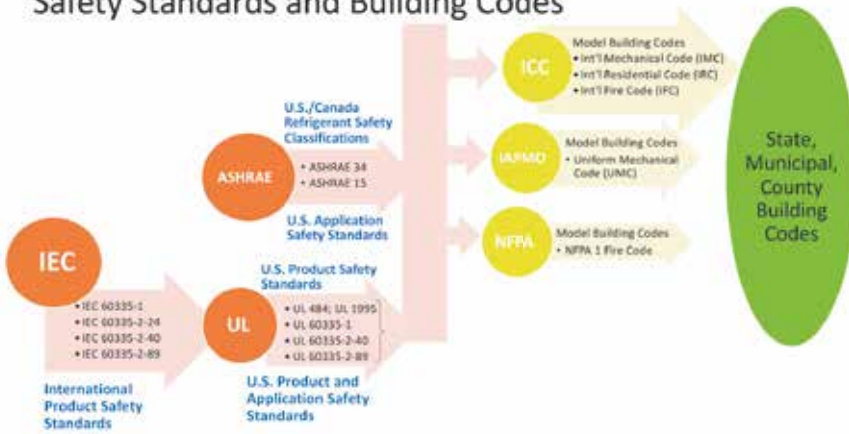 Safety Standards and Building Codes
ICC
Model Building Codes
• Int'l Mechanical Code (IMC)
• Int'l Residential Code (IRC)
• Int'l Fire Code (IFC)
U.S./Canada
Refrigerant Safety
Classifications
ASHRAE
• ASHRAE 34
• ASHRAE 15
U.S. Application
Safety Standards
IAPMO
Model Building Codes
• Uniform Mechanical
Code (UMC)
NFPA
Model Building Codes
• NFPA 1 Fire Code
State,
Municipal,
County
Building
Codes
IEC
• IEC 60335-1
• IEC 60335-2-24
• IEC 60335-2-40
• IEC 60335-2-89
International
Product Safety
Standards
U.S. Product Safety
Standards
UL
• UL 484; UL 1995
• UL 60335-1
• UL 60335-2-40
• UL 60335-2-89
U.S. Product and
Application Safety
Standards